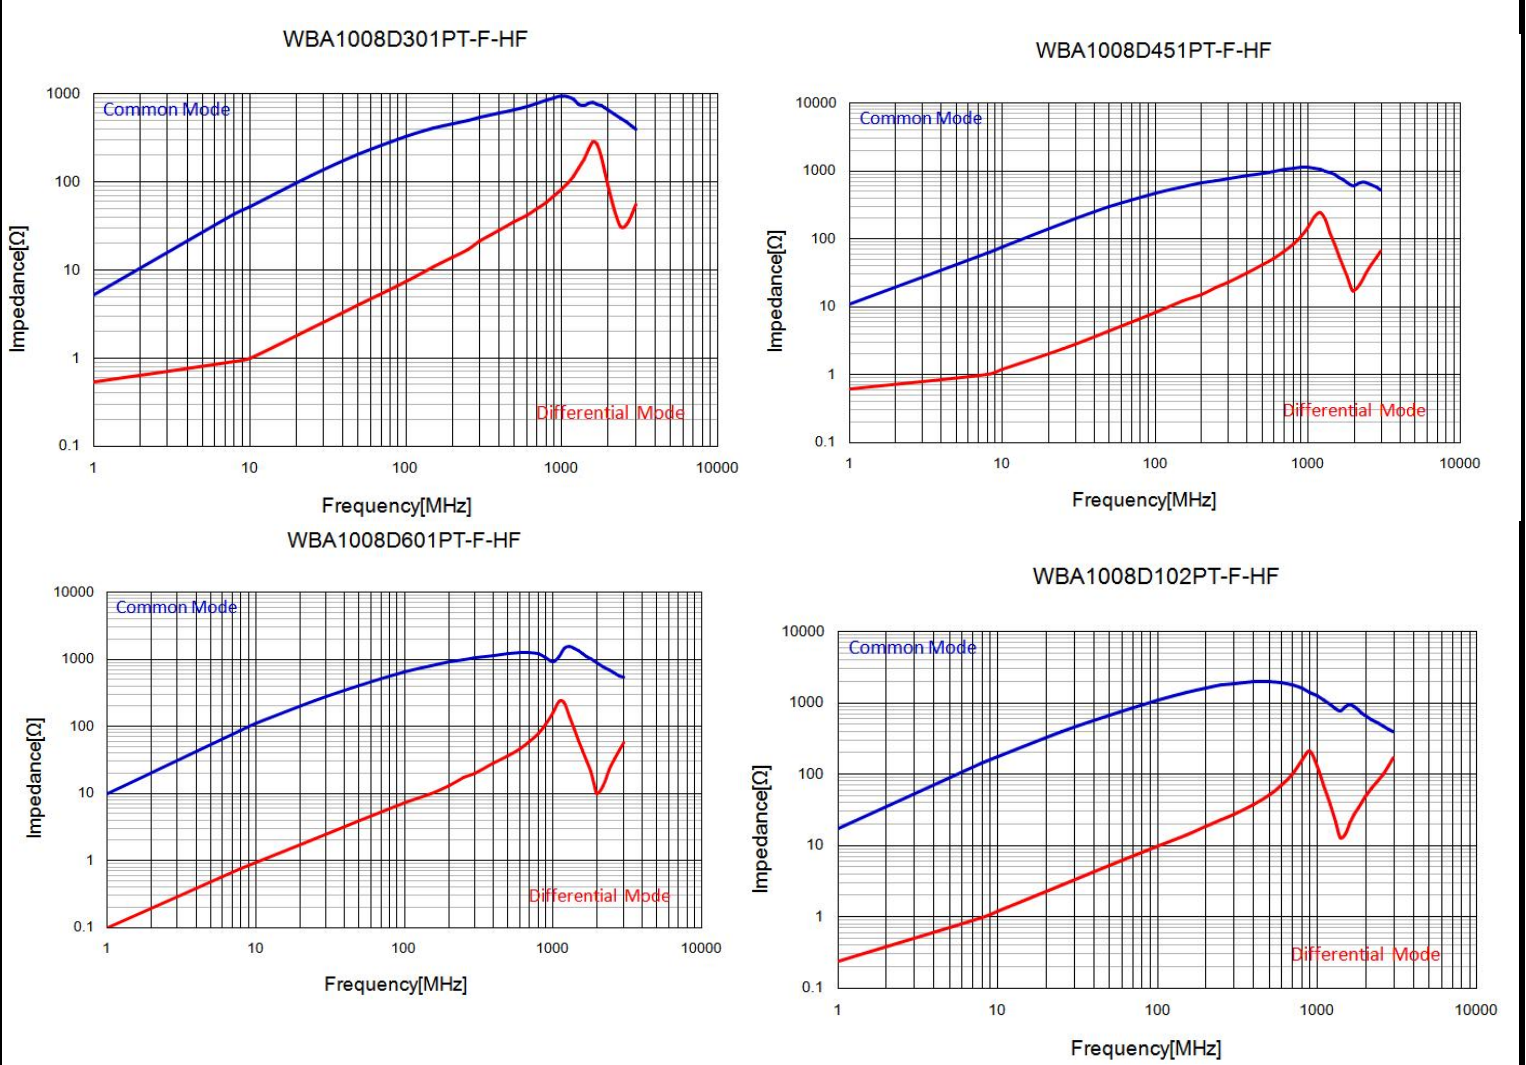 WBA1008D301PT-F-HF
1000
Common Mode
100
10
1
0.1
Impedance[Ω]
Differential Mode
1 10 100 1000 10000
Frequency[MHz]
WBA1008D451PT-F-HF
10000
Common Mode
1000
100
10
1
0.1
Impedance[Ω]
Differential Mode
1 10 100 1000 10000
Frequency[MHz]
WBA1008D601PT-F-HF
10000
Common Mode
1000
100
10
1
0.1
Impedance[Ω]
Differential Mode
1 10 100 1000 10000
Frequency[MHz]
WBA1008D102PT-F-HF
10000
Common Mode
1000
100
10
1
0.1
Impedance[Ω]
Differential Mode
1 10 100 1000 10000
Frequency[MHz]